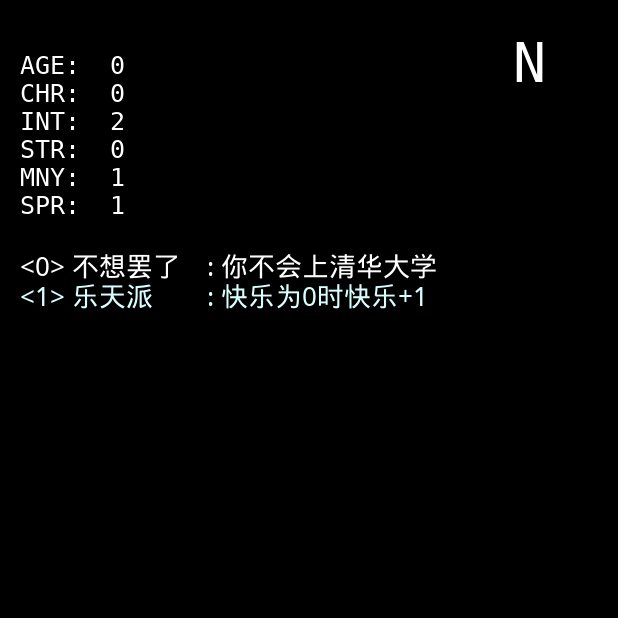 N
AGE: 0
CHR: 0
INT: 2
STR: 0
MNY: 1
SPR: 1
<0> 不想罢了 : 你不会上清华大学
<1> 乐天派 : 快乐为0时快乐+1